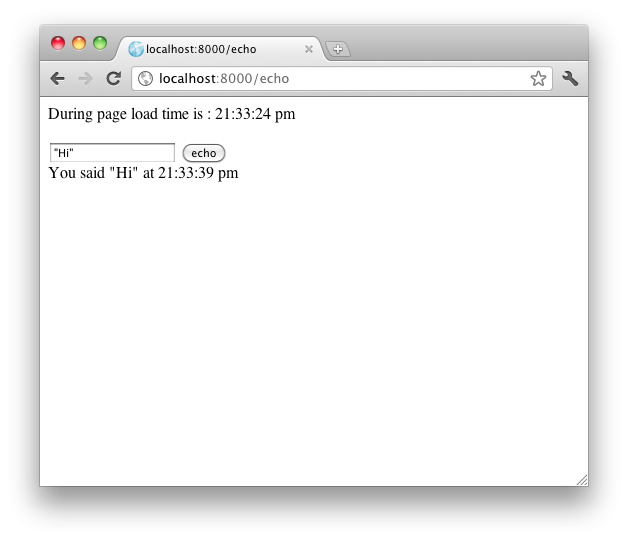 localhost:8000/echo
localhost:8000/echo
During page load time is : 21:33:24 pm
"Hi" echo
You said "Hi" at 21:33:39 pm